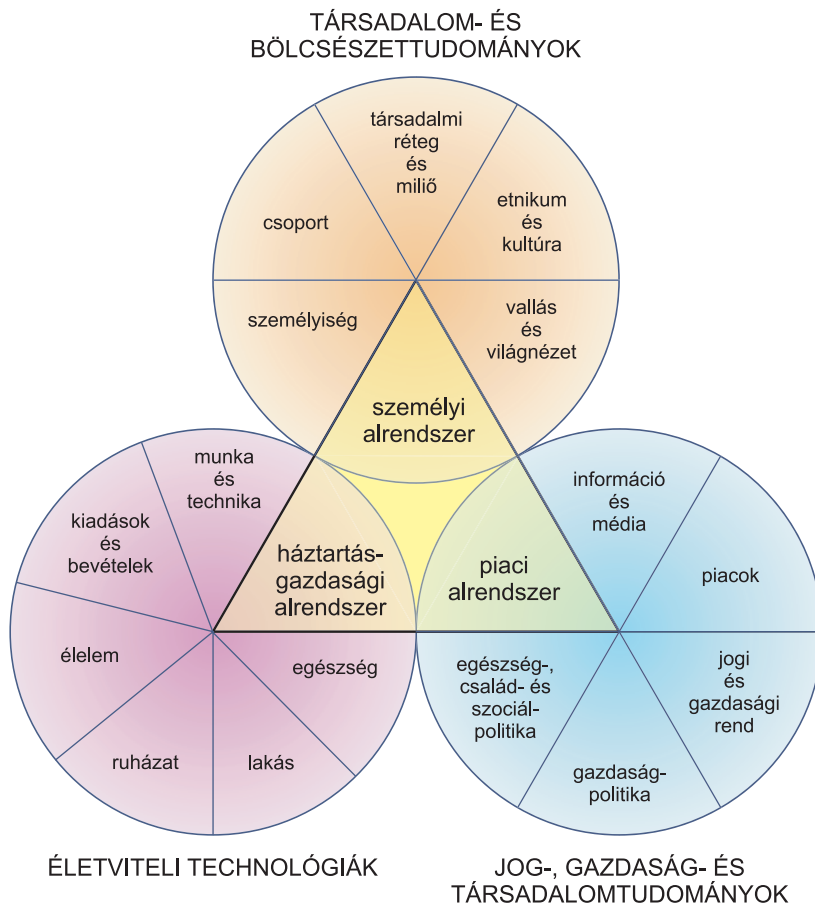 TÁRSADALOM- ÉS
BÖLCSÉSZETTUDOMÁNYOK
társadalmi
réteg
és
miliő
etnikum
és
kultúra
csoport
személyiség
vallás
és
világnézet
személyi
alrendszer
munka
és
technika
kiadások
és
bevételek
háztartás-
gazdasági
alrendszer
élelem
egészség
ruházat
lakás
piaci
alrendszer
információ
és
média
piacok
egészség-,
család- és
szociál-
politika
jogi
és
gazdasági
rend
gazdaság-
politika
ÉLETVITELI TECHNOLÓGIÁK
JOG-, GAZDASÁG- ÉS
TÁRSADALOMTUDOMÁNYOK